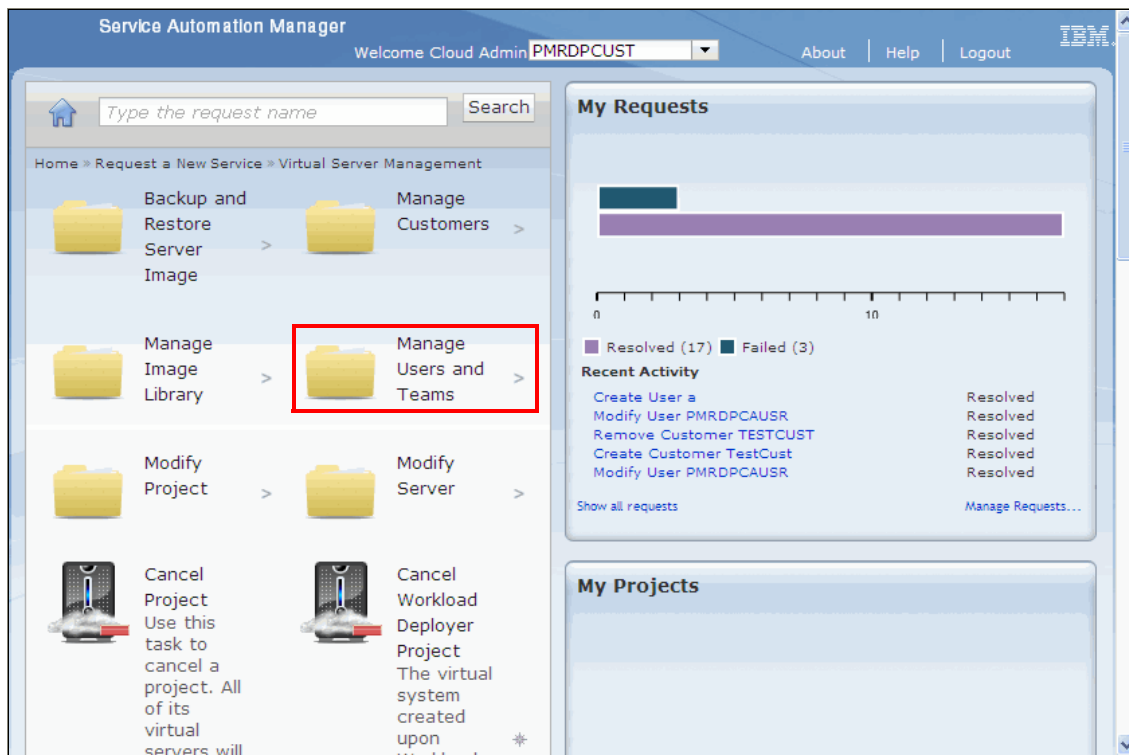 Service Automation Manager
Welcome Cloud Admin PMRDPCUST
About Help Logout
IBM.
Type the request name
Search
Home » Request a New Service » Virtual Server Management
Backup and
Restore
Server
Image
>
Manage
Customers
>
Manage
Image
Library
>
Manage
Users and
Teams
>
Modify
Project
>
Modify
Server
>
Cancel
Project
Use this
task to
cancel a
project. All
of its
virtual
servers will
Cancel
Workload
Deployer
Project
The virtual
system
created
upon
My Requests
0 10
Resolved (17) Failed (3)
Recent Activity
Create User a Resolved
Modify User PMRDPCAUSR Resolved
Remove Customer TESTCUST Resolved
Create Customer TestCust Resolved
Modify User PMRDPCAUSR Resolved
Show all requests Manage Requests...
My Projects